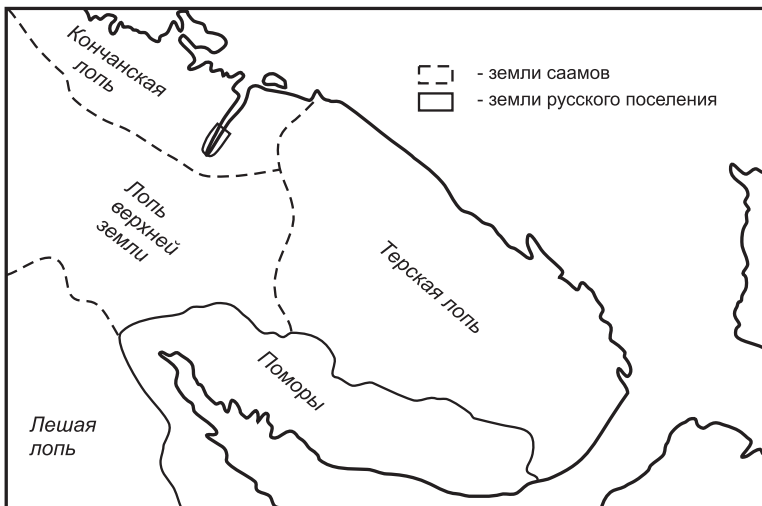 Кончанская
лопь
- земли саамов
- земли русского поселения
Лопь
верхней
земли
Терская лопь
Поморы
Лешая
лопь